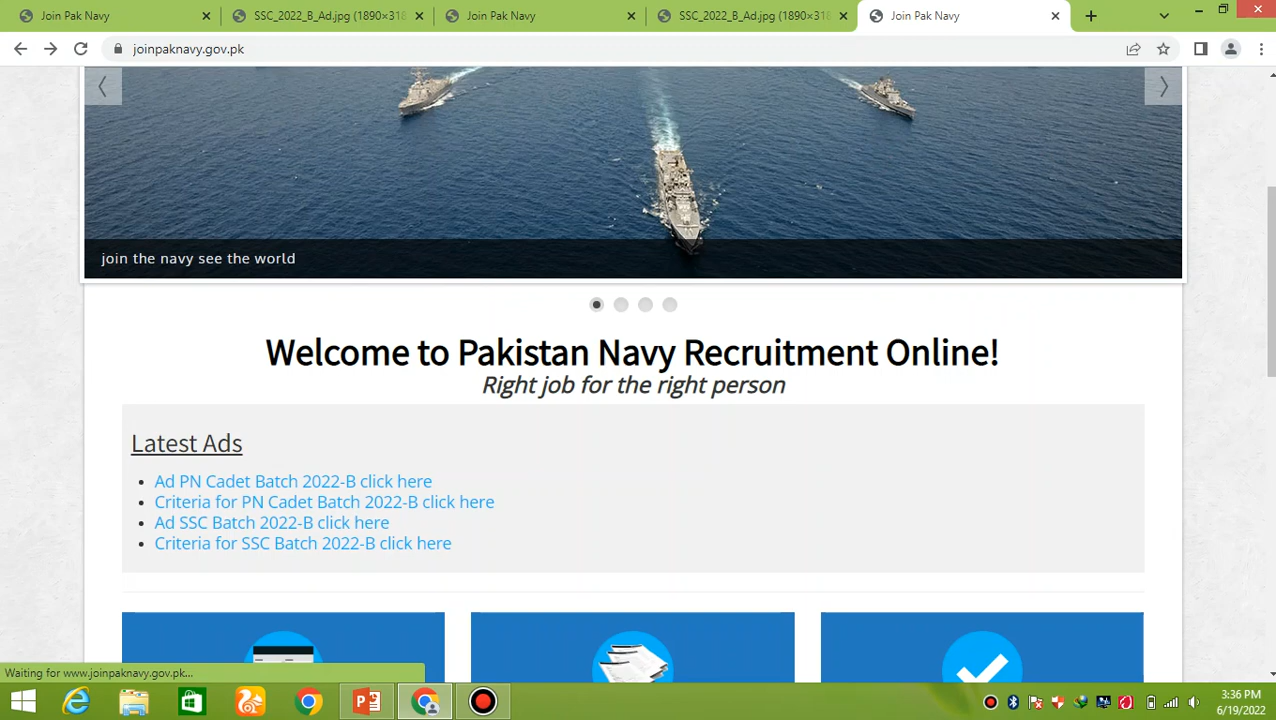 Join Pak Navy
SSC_2022_B_Ad.jpg (1890×318
Join Pak Navy
SSC_2022_B_Ad.jpg (1890×318
Join Pak Navy
joinpaknavy.gov.pk
join the navy see the world
Welcome to Pakistan Navy Recruitment Online!
Right job for the right person
Latest Ads
Ad PN Cadet Batch 2022-B click here
Criteria for PN Cadet Batch 2022-B click here
Ad SSC Batch 2022-B click here
Criteria for SSC Batch 2022-B click here
Waiting for www.joinpaknavy.gov.pk...
3:36 PM
6/19/2022